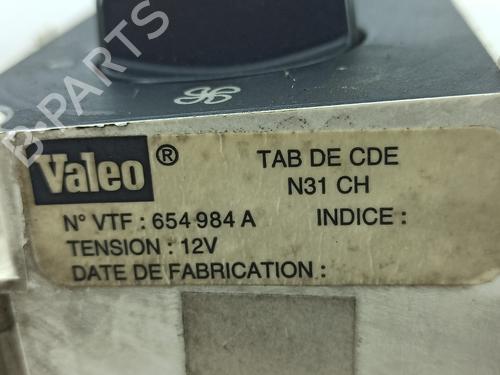 B-PARTS
Valeo ®
TAB DE CDE
N31 CH
N° VTF : 654 984 A INDICE :
TENSION : 12V
DATE DE FABRICATION :